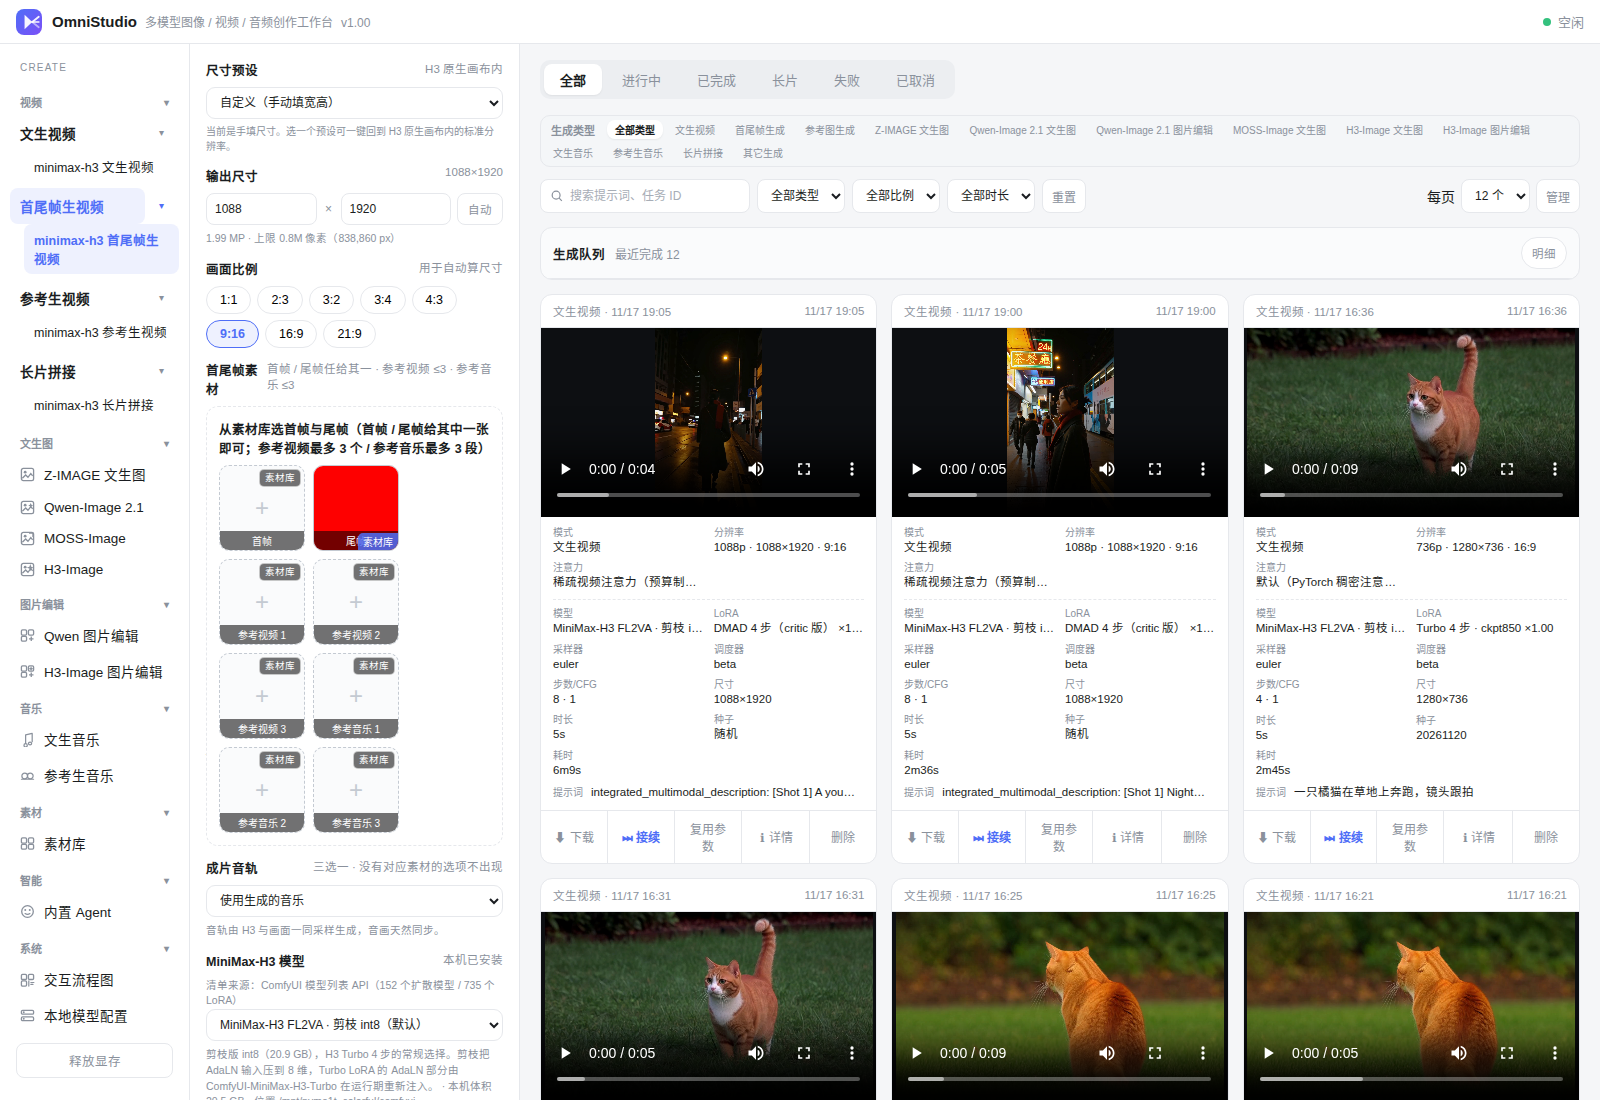 OmniStudio 多模型图像 / 视频 / 音频创作工作台 v1.00
空闲
CREATE
视频
文生视频
minimax-h3 文生视频
首尾帧生视频
minimax-h3 首尾帧生
视频
参考生视频
minimax-h3 参考生视频
长片拼接
minimax-h3 长片拼接
文生图
Z-IMAGE 文生图
Qwen-Image 2.1
MOSS-Image
H3-Image
图片编辑
Qwen 图片编辑
H3-Image 图片编辑
音乐
文生音乐
参考生音乐
素材
素材库
智能
内置 Agent
系统
交互流程图
本地模型配置
释放显存
尺寸预设 H3 原生画布内
自定义（手动填宽高）
当前是手填尺寸。选一个预设可一键回到 H3 原生画布内的标准分
辨率。
输出尺寸 1088×1920
1088 × 1920 自动
1.99 MP · 上限 0.8M 像素（838,860 px）
画面比例 用于自动算尺寸
1:1 2:3 3:2 3:4 4:3
9:16 16:9 21:9
首尾帧素
材
首帧 / 尾帧任给其一 · 参考视频 ≤3 · 参考音
乐 ≤3
从素材库选首帧与尾帧（首帧 / 尾帧给其中一张
即可；参考视频最多 3 个 / 参考音乐最多 3 段）
素材库
首帧 素材库
素材库 素材库
参考视频 1 参考视频 2
素材库 素材库
参考视频 3 参考音乐 1
素材库 素材库
参考音乐 2 参考音乐 3
成片音轨 三选一 · 没有对应素材的选项不出现
使用生成的音乐
音轨由 H3 与画面一同采样生成，音画天然同步。
MiniMax-H3 模型 本机已安装
清单来源：ComfyUI 模型列表 API（152 个扩散模型 / 735 个
LoRA）
MiniMax-H3 FL2VA · 剪枝 int8（默认）
剪枝版 int8（20.9 GB），H3 Turbo 4 步的常规选择。剪枝把
AdaLN 输入压到 8 维，Turbo LoRA 的 AdaLN 部分由
ComfyUI-MiniMax-H3-Turbo 在运行期重新注入。 · 本机体积
全部 进行中 已完成 长片 失败 已取消
生成类型 全部类型 文生视频 首尾帧生成 参考图生成 Z-IMAGE 文生图 Qwen-Image 2.1 文生图 Qwen-Image 2.1 图片编辑 MOSS-Image 文生图 H3-Image 文生图 H3-Image 图片编辑
文生音乐 参考生音乐 长片拼接 其它生成
搜索提示词、任务 ID 全部类型 全部比例 全部时长 重置 每页 12 个 管理
生成队列 最近完成 12 明细
文生视频 · 11/17 19:05 11/17 19:05
0:00 / 0:04
模式 分辨率
文生视频 1088p · 1088×1920 · 9:16
注意力
稀疏视频注意力（预算制…
模型 LoRA
MiniMax-H3 FL2VA · 剪枝 i… DMAD 4 步（critic 版） ×1…
采样器 调度器
euler beta
步数/CFG 尺寸
8 · 1 1088×1920
时长 种子
5s 随机
耗时
6m9s
提示词 integrated_multimodal_description: [Shot 1] A you…
下载 接续 复用参
数 详情 删除
文生视频 · 11/17 19:00 11/17 19:00
24H
0:00 / 0:05
模式 分辨率
文生视频 1088p · 1088×1920 · 9:16
注意力
稀疏视频注意力（预算制…
模型 LoRA
MiniMax-H3 FL2VA · 剪枝 i… DMAD 4 步（critic 版） ×1…
采样器 调度器
euler beta
步数/CFG 尺寸
8 · 1 1088×1920
时长 种子
5s 随机
耗时
2m36s
提示词 integrated_multimodal_description: [Shot 1] Night…
下载 接续 复用参
数 详情 删除
文生视频 · 11/17 16:36 11/17 16:36
0:00 / 0:09
模式 分辨率
文生视频 736p · 1280×736 · 16:9
注意力
默认（PyTorch 稠密注意…
模型 LoRA
MiniMax-H3 FL2VA · 剪枝 i… Turbo 4 步 · ckpt850 ×1.00
采样器 调度器
euler beta
步数/CFG 尺寸
4 · 1 1280×736
时长 种子
5s 20261120
耗时
2m45s
提示词 一只橘猫在草地上奔跑，镜头跟拍
下载 接续 复用参
数 详情 删除
文生视频 · 11/17 16:31 11/17 16:31
0:00 / 0:05
文生视频 · 11/17 16:25 11/17 16:25
0:00 / 0:09
文生视频 · 11/17 16:21 11/17 16:21
0:00 / 0:05